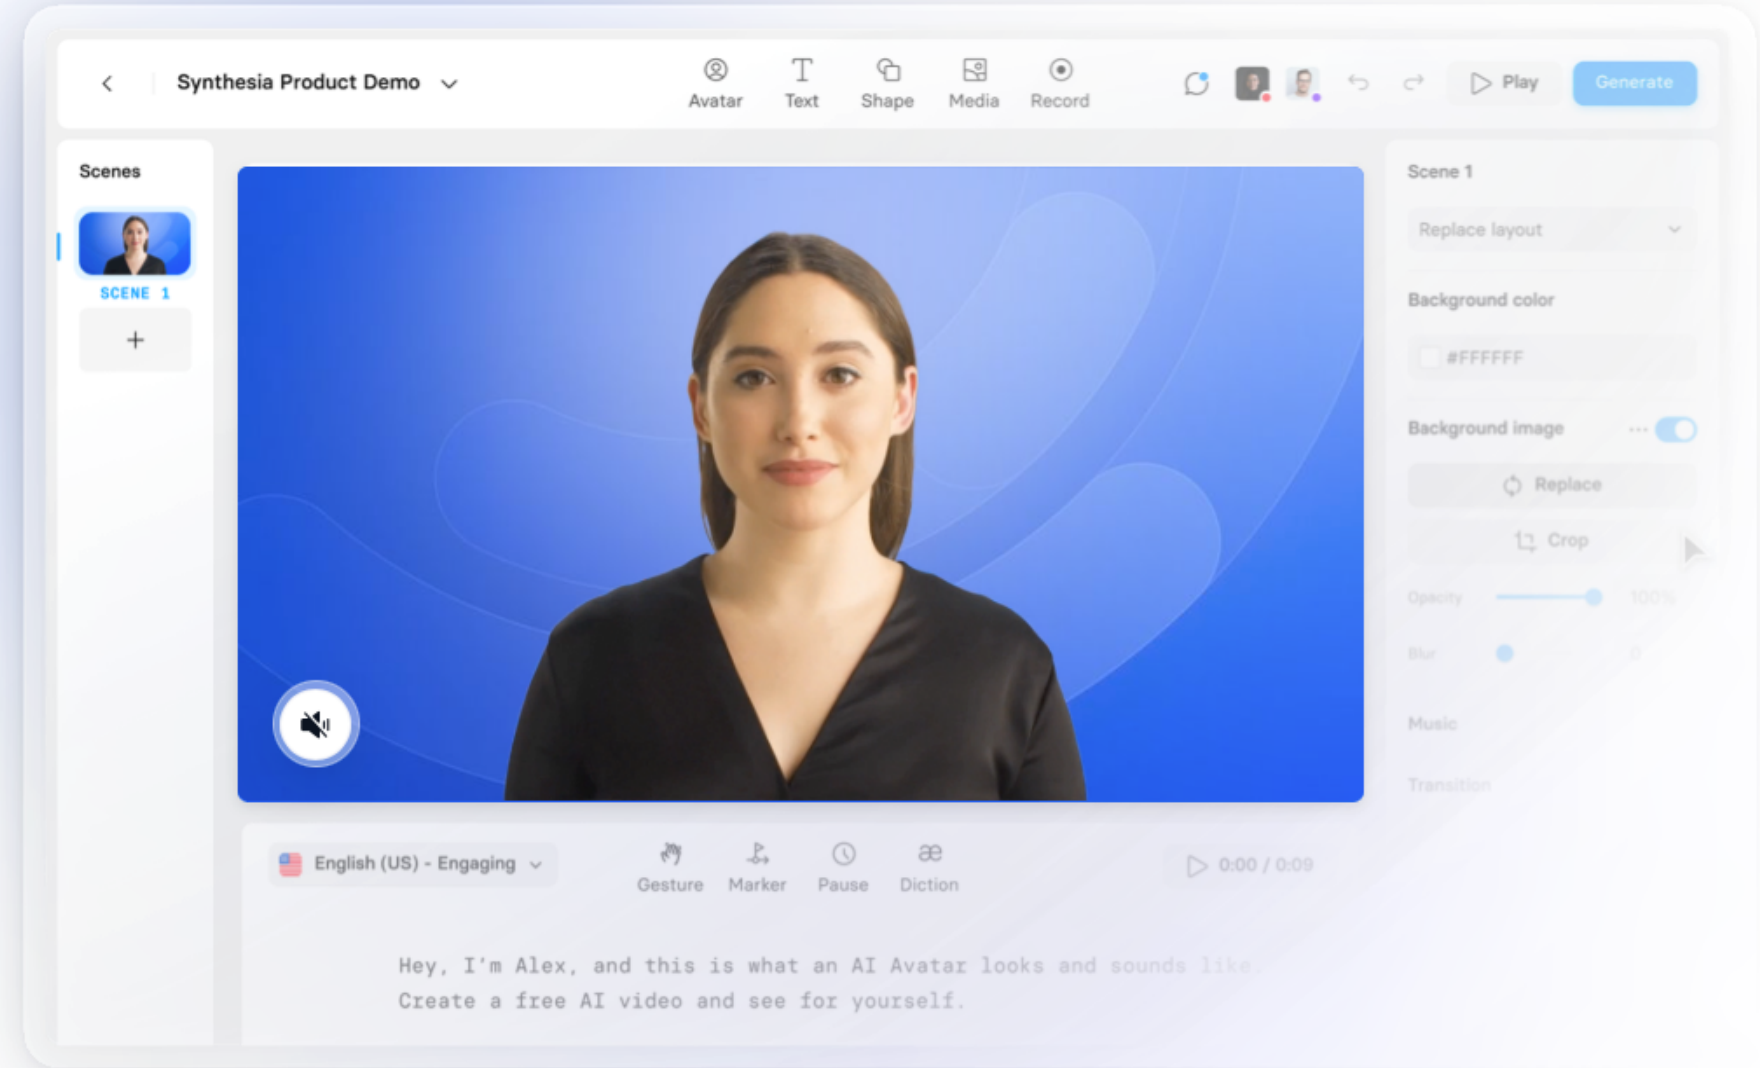 Synthesia Product Demo
Avatar
Text
Shape
Media
Record
Play
Generate
Scenes
SCENE 1
+
Scene 1
Replace layout
Background color
#FFFFFF
Background image
Replace
Crop
Opacity
100%
Blur
0
Music
Transition
English (US) - Engaging
Gesture
Marker
Pause
æ
Diction
0:00 / 0:09
Hey, I'm Alex, and this is what an AI Avatar looks and sounds like.
Create a free AI video and see for yourself.